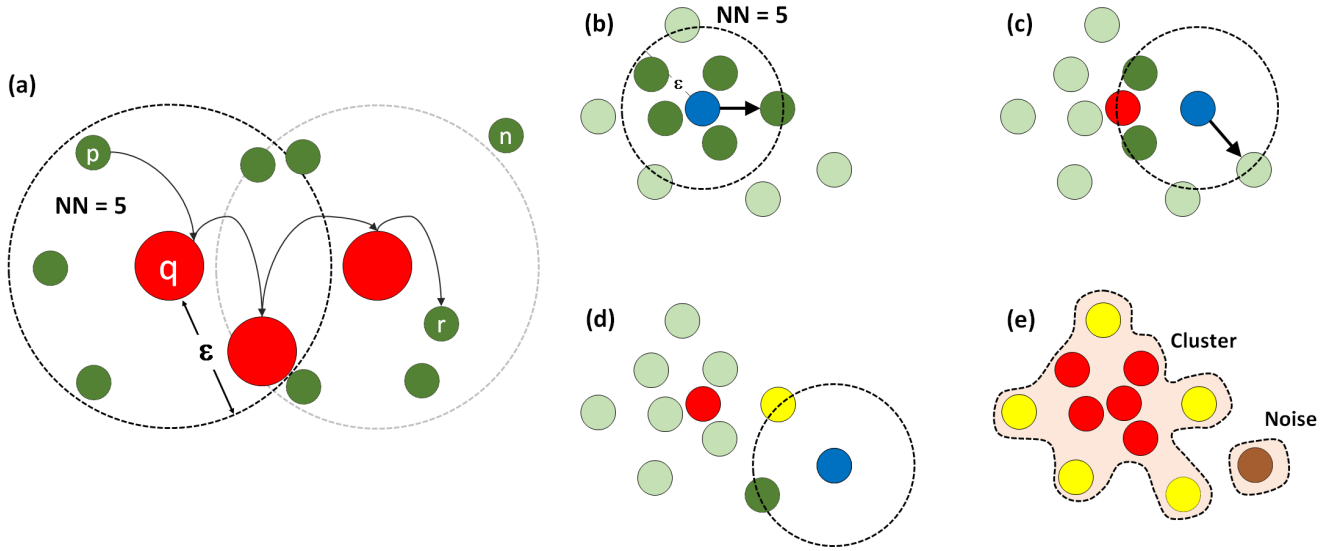 (a)
p
n
NN = 5
q
r
ε
(b)
NN = 5
ε
(c)
(d)
(e)
Cluster
Noise